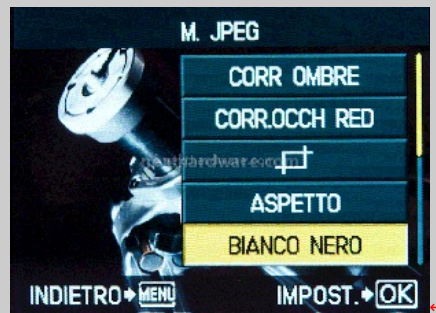 M. JPEG
CORR OMBRE
CORR.OCCH RED
ASPETTO
BIANCO NERO
INDIETRO MENU
IMPOST. OK